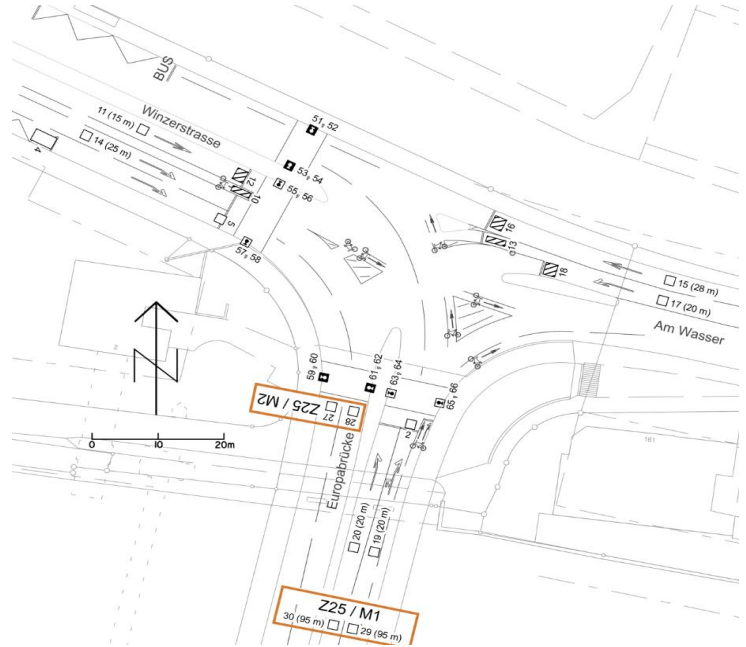 BUS
Winzerstrasse
11 (15 m)
14 (25 m)
4
12
10
5
51, 52
53, 54
55, 56
57, 58
16
13
18
15 (28 m)
17 (20 m)
Am Wasser
N
0 10 20m
59, 60
61, 62
63, 64
65, 66
Z25 / M2
27
28
2
Europabrücke
20 (20 m)
19 (20 m)
161
Z25 / M1
30 (95 m)
29 (95 m)